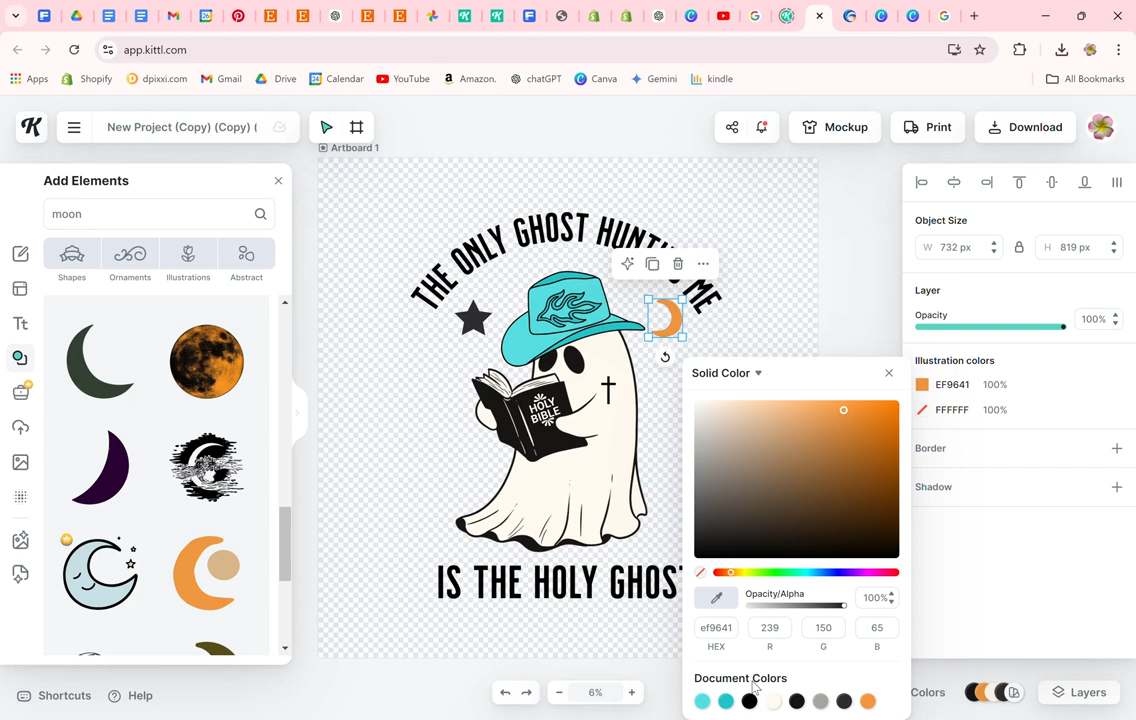 app.kittl.com
Apps
Shopify
dpixxi.com
Gmail
Drive
Calendar
YouTube
Amazon.
chatGPT
Canva
Gemini
kindle
All Bookmarks
New Project (Copy) (Copy) (
Mockup
Print
Download
Artboard 1
Add Elements
moon
Shapes
Ornaments
Illustrations
Abstract
THE ONLY GHOST HUNTING ME
HOLY
BIBLE
IS THE HOLY GHOST
Object Size
W 732 px
H 819 px
Layer
Opacity
100%
Illustration colors
EF9641 100%
FFFFFF 100%
Border
Shadow
Solid Color
Opacity/Alpha
100%
ef9641 239 150 65
HEX R G B
Document Colors
Shortcuts
Help
6%
Colors
Layers